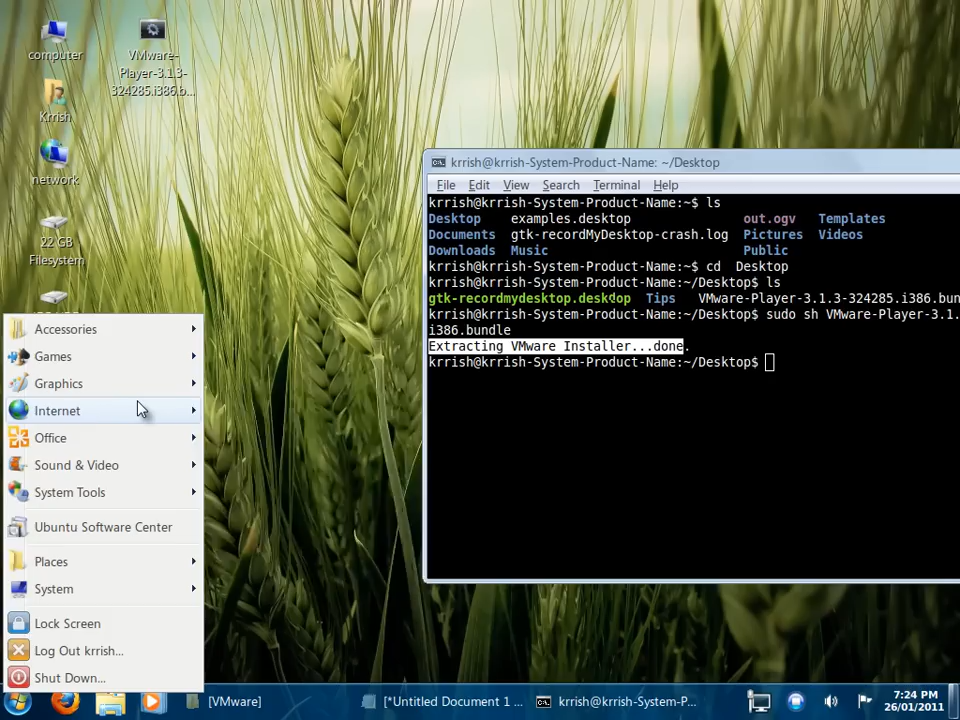 computer
VMware-
Player-3.1.3-
324285.i386.b...
Krrish
network
22 GB
Filesystem
krrish@krrish-System-Product-Name: ~/Desktop
File Edit View Search Terminal Help
krrish@krrish-System-Product-Name:~$ ls
Desktop examples.desktop out.ogv Templates
Documents gtk-recordMyDesktop-crash.log Pictures Videos
Downloads Music Public
krrish@krrish-System-Product-Name:~$ cd Desktop
krrish@krrish-System-Product-Name:~/Desktop$ ls
gtk-recordmydesktop.desktop Tips VMware-Player-3.1.3-324285.i386.bun
krrish@krrish-System-Product-Name:~/Desktop$ sudo sh VMware-Player-3.1.
i386.bundle
Extracting VMware Installer...done.
krrish@krrish-System-Product-Name:~/Desktop$
Accessories
Games
Graphics
Internet
Office
Sound & Video
System Tools
Ubuntu Software Center
Places
System
Lock Screen
Log Out krrish...
Shut Down...
[VMware]
[*Untitled Document 1 ...
krrish@krrish-System-P...
7:24 PM
26/01/2011